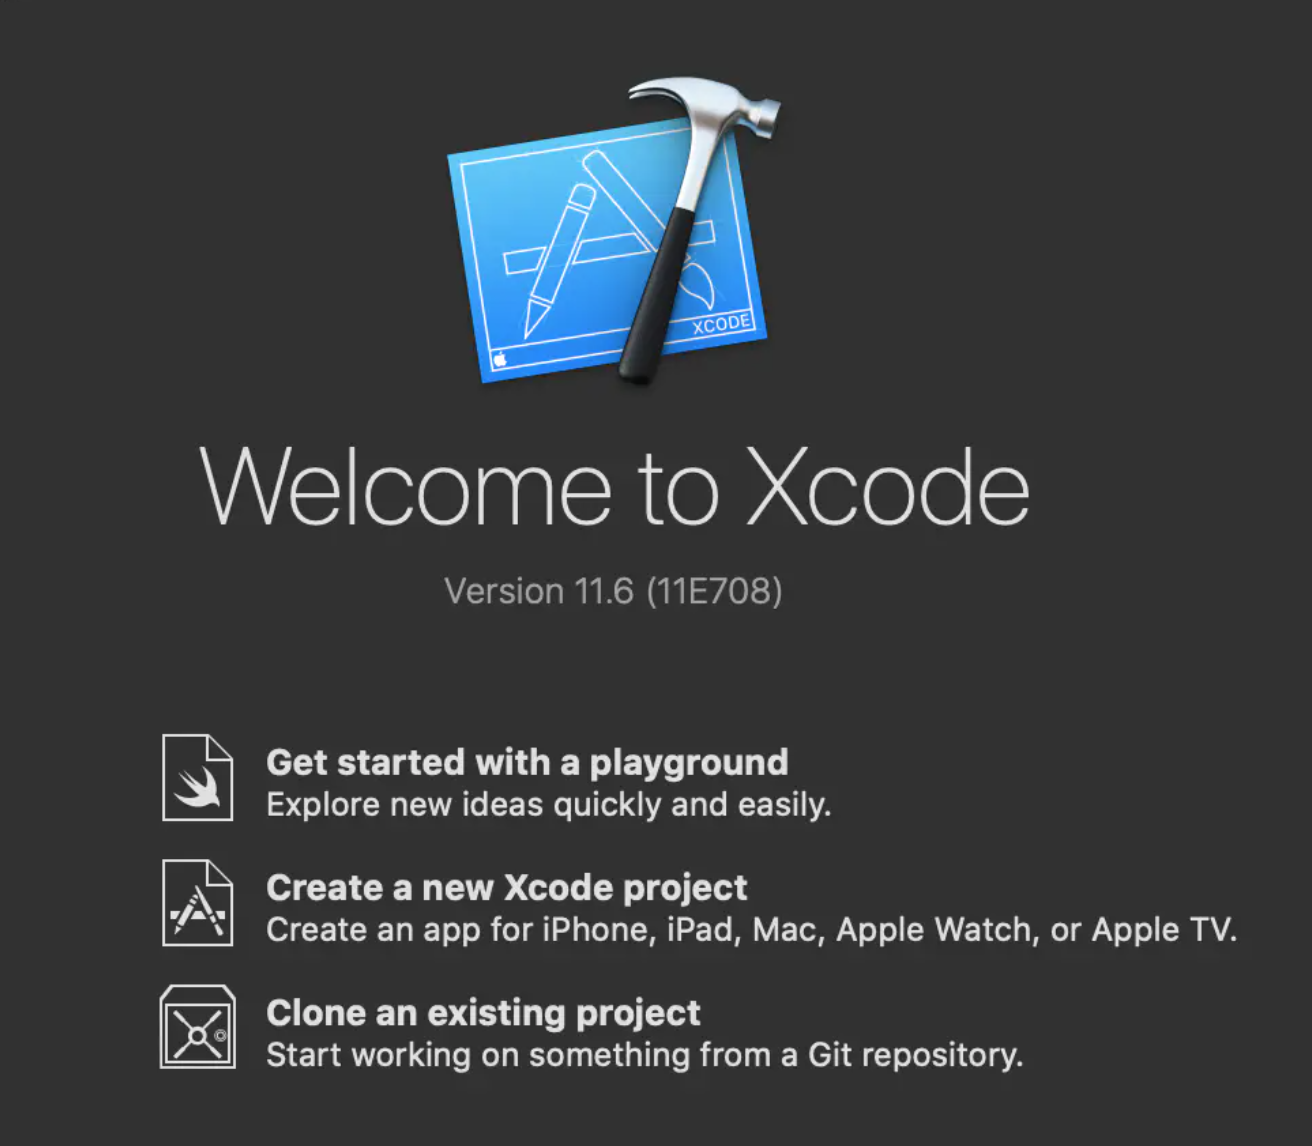 XCODE
Welcome to Xcode
Version 11.6 (11E708)
Get started with a playground
Explore new ideas quickly and easily.
Create a new Xcode project
Create an app for iPhone, iPad, Mac, Apple Watch, or Apple TV.
Clone an existing project
Start working on something from a Git repository.